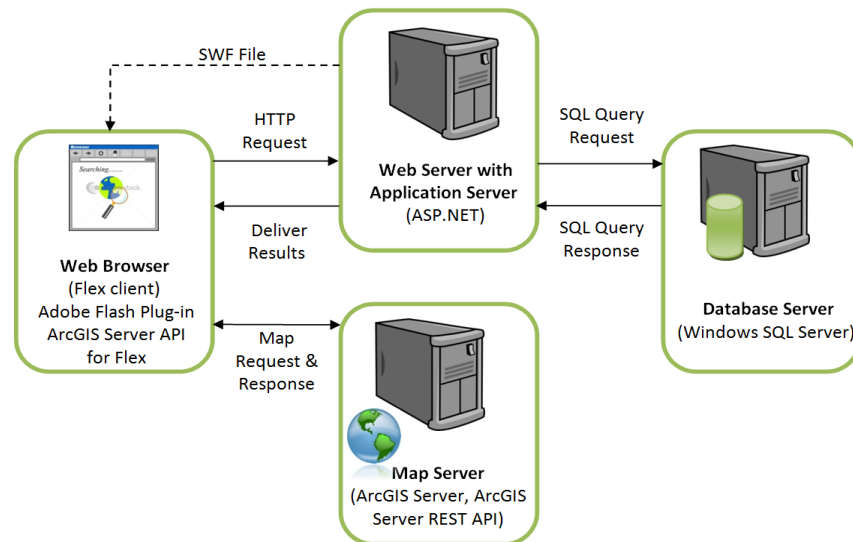 SWF File
HTTP
Request
Deliver
Results
Browser
Searching........
Web Browser
(Flex client)
Adobe Flash Plug-in
ArcGIS Server API
for Flex
Web Server with
Application Server
(ASP.NET)
SQL Query
Request
SQL Query
Response
Database Server
(Windows SQL Server)
Map
Request &
Response
Map Server
(ArcGIS Server, ArcGIS
Server REST API)